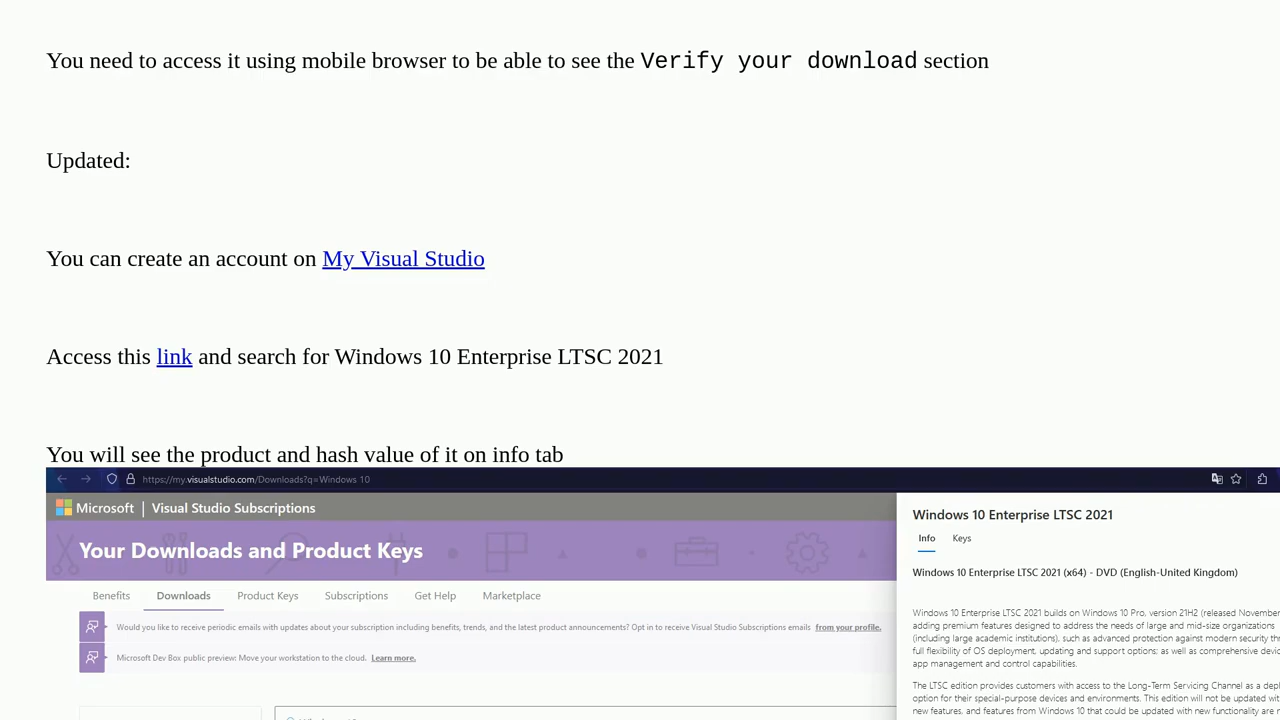 You need to access it using mobile browser to be able to see the Verify your download section
Updated:
You can create an account on My Visual Studio
Access this link and search for Windows 10 Enterprise LTSC 2021
You will see the product and hash value of it on info tab
https://my.visualstudio.com/Downloads?q=Windows 10
Microsoft | Visual Studio Subscriptions
Your Downloads and Product Keys
Benefits Downloads Product Keys Subscriptions Get Help Marketplace
Would you like to receive periodic emails with updates about your subscription including benefits, trends, and the latest product announcements? Opt in to receive Visual Studio Subscriptions emails from your profile.
Microsoft Dev Box public preview: Move your workstation to the cloud. Learn more.
Windows 10 Enterprise LTSC 2021
Info Keys
Windows 10 Enterprise LTSC 2021 (x64) - DVD (English-United Kingdom)
Windows 10 Enterprise LTSC 2021 builds on Windows 10 Pro, version 21H2 (released November
adding premium features designed to address the needs of large and mid-size organizations
(including large academic institutions), such as advanced protection against modern security
full flexibility of OS deployment, updating and support options; as well as comprehensive
app management and control capabilities.
The LTSC edition provides customers with access to the Long-Term Servicing Channel as a
option for their special-purpose devices and environments. This edition will not be updated
new features, and features from Windows 10 that could be updated with new functionality are